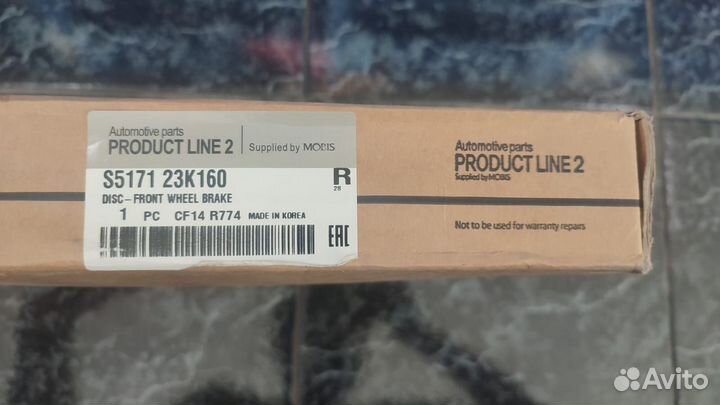 Automotive parts
PRODUCT LINE 2 Supplied by MOBIS
S5171 23K160 R
28
DISC-FRONT WHEEL BRAKE
1 PC CF14 R774 MADE IN KOREA
EAC
Automotive parts
PRODUCT LINE 2
Supplied by MOBIS
Not to be used for warranty repairs
Avito